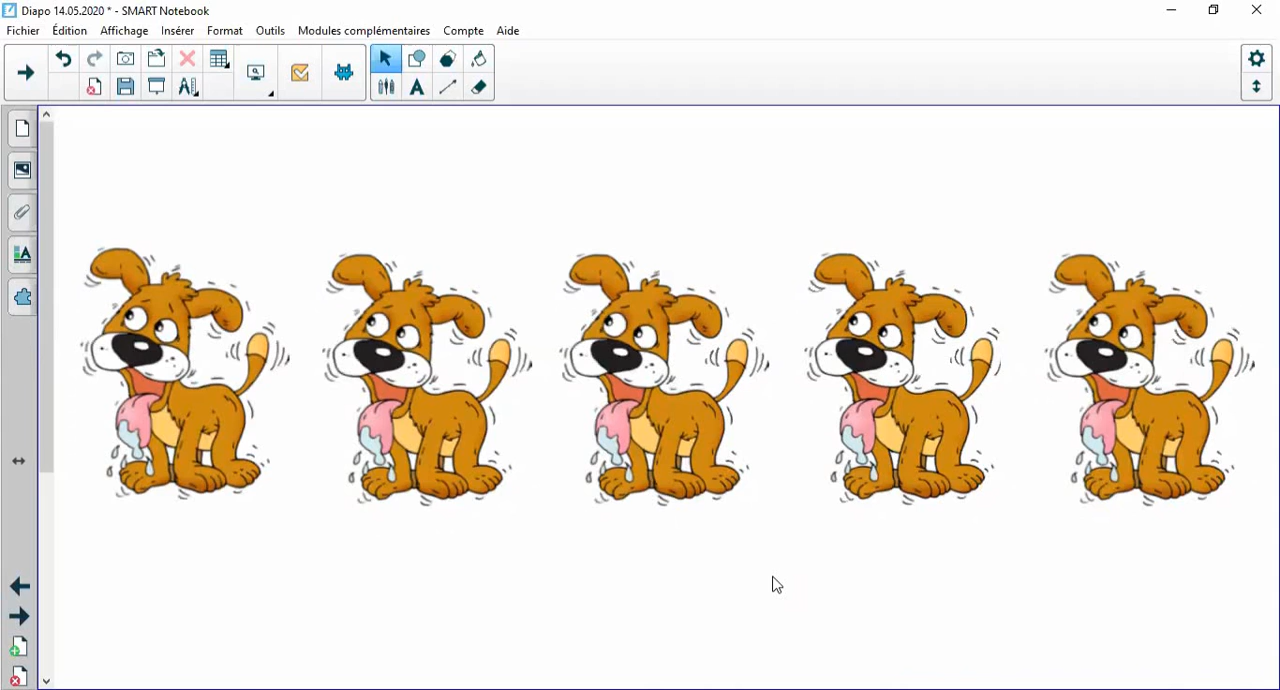 Diapo 14.05.2020 * - SMART Notebook
Fichier Édition Affichage Insérer Format Outils Modules complémentaires Compte Aide